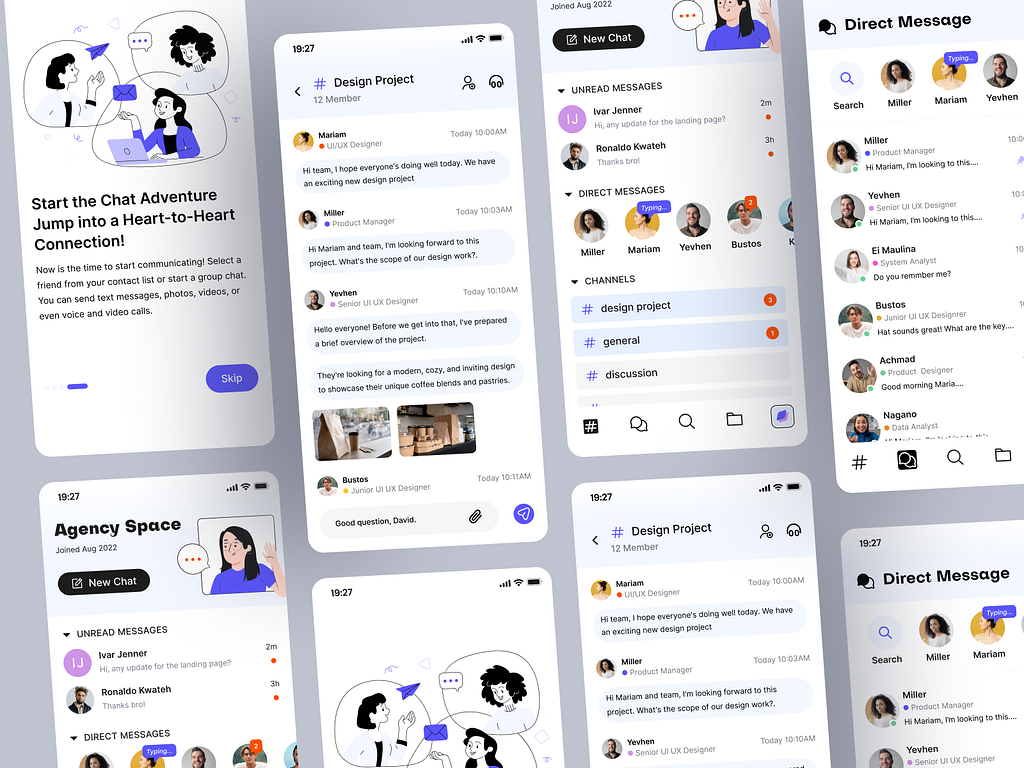 Start the Chat Adventure
Jump into a Heart-to-Heart
Connection!
Now is the time to start communicating! Select a
friend from your contact list or start a group chat.
You can send text messages, photos, videos, or
even voice and video calls.
Skip
19:27
# Design Project
12 Member
Mariam
UI/UX Designer
Today 10:00AM
Hi team, I hope everyone's doing well today. We have
an exciting new design project
Miller
Product Manager
Today 10:03AM
Hi Mariam and team, I'm looking forward to this
project. What's the scope of our design work?.
Yevhen
Senior UI UX Designer
Today 10:10AM
Hello everyone! Before we get into that, I've prepared
a brief overview of the project.
They're looking for a modern, cozy, and inviting design
to showcase their unique coffee blends and pastries.
Bustos
Junior UI UX Designer
Today 10:11AM
Good question, David.
Joined Aug 2022
New Chat
UNREAD MESSAGES
IJ
Ivar Jenner
2m
Hi, any update for the landing page?
Ronaldo Kwateh
3h
Thanks bro!
DIRECT MESSAGES
Typing...
2
Miller
Mariam
Yevhen
Bustos
K
CHANNELS
# design project
3
# general
1
# discussion
Direct Message
Typing...
Search
Miller
Mariam
Yevhen
Miller
10:0
Product Manager
Hi Mariam, I'm looking to this....
Yevhen
10:
Senior UI UX Designer
Hi Mariam, I'm looking to this....
Ei Maulina
10:
System Analyst
Do you remmber me?
Bustos
10
Junior UI UX Designrer
Hat sounds great! What are the key....
Achmad
10
Product Designer
Good morning Maria....
Nagano
10
Data Analyst
Hi Mariam, I'm looking to this....
19:27
Agency Space
Joined Aug 2022
New Chat
UNREAD MESSAGES
IJ
Ivar Jenner
2m
Hi, any update for the landing page?
Ronaldo Kwateh
3h
Thanks bro!
DIRECT MESSAGES
Typing...
2
19:27
19:27
# Design Project
12 Member
Mariam
UI/UX Designer
Today 10:00AM
Hi team, I hope everyone's doing well today. We have
an exciting new design project
Miller
Product Manager
Today 10:03AM
Hi Mariam and team, I'm looking forward to this
project. What's the scope of our design work?.
Yevhen
Senior UI UX Designer
Today 10:10AM
19:27
Direct Message
Typing...
Search
Miller
Mariam
Miller
Product Manager
Hi Mariam, I'm looking to this....
Yevhen
Senior UI UX Designer